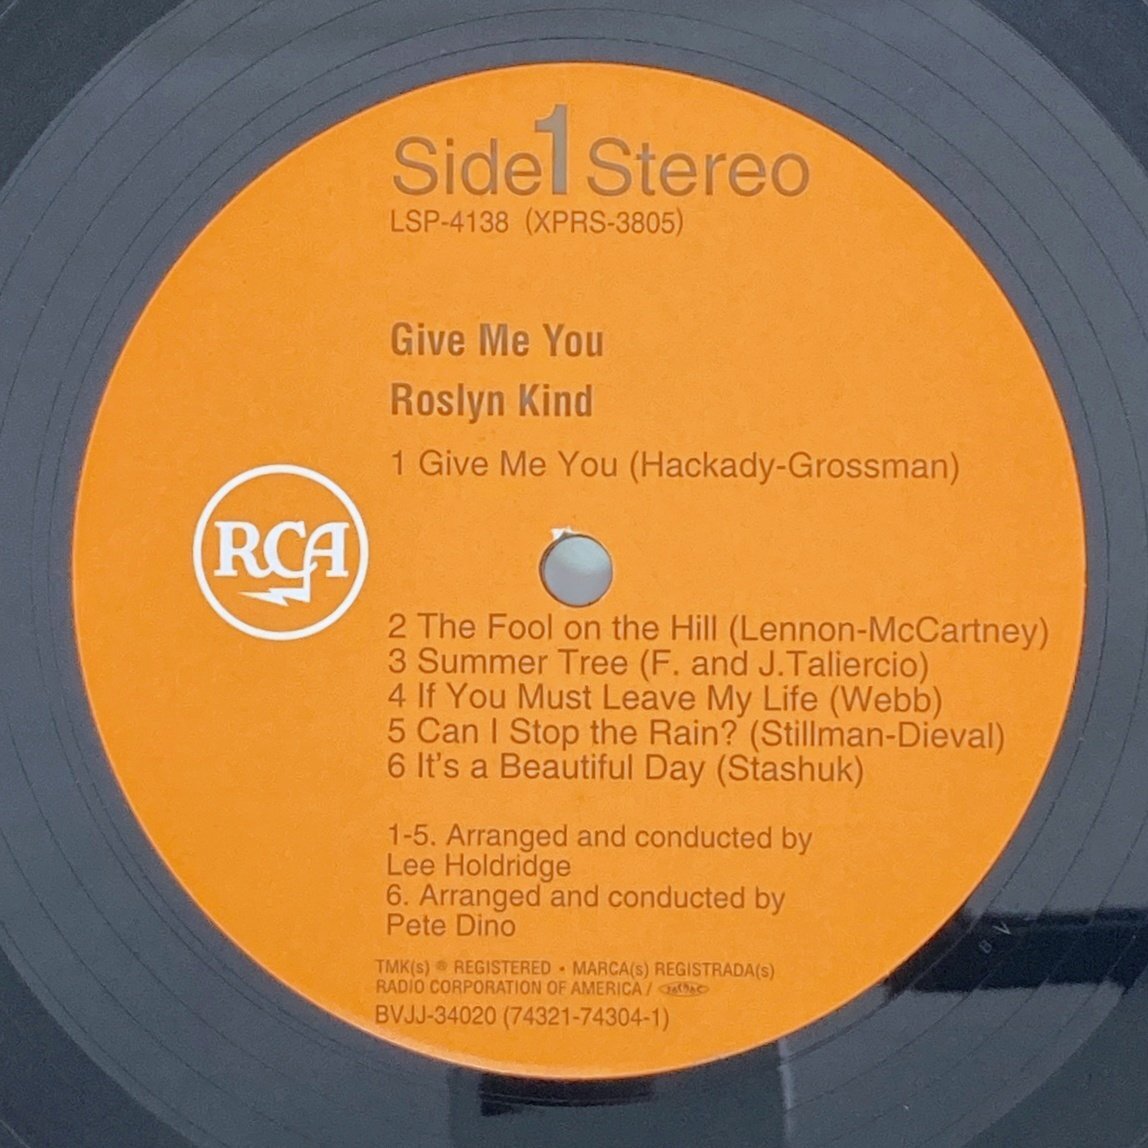 Side 1 Stereo
LSP-4138 (XPRS-3805)
Give Me You
Roslyn Kind
1 Give Me You (Hackady-Grossman)
RCA
2 The Fool on the Hill (Lennon-McCartney)
3 Summer Tree (F. and J.Taliercio)
4 If You Must Leave My Life (Webb)
5 Can I Stop the Rain? (Stillman-Dieval)
6 It's a Beautiful Day (Stashuk)
1-5. Arranged and conducted by
Lee Holdridge
6. Arranged and conducted by
Pete Dino
TMK(s) ® REGISTERED • MARCA(s) REGISTRADA(s)
RADIO CORPORATION OF AMERICA / JASRAC
BVJJ-34020 (74321-74304-1)